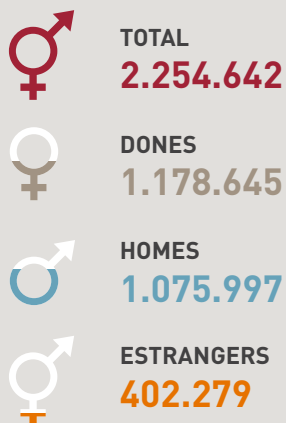 TOTAL
2.254.642
DONES
1.178.645
HOMES
1.075.997
ESTRANGERS
402.279